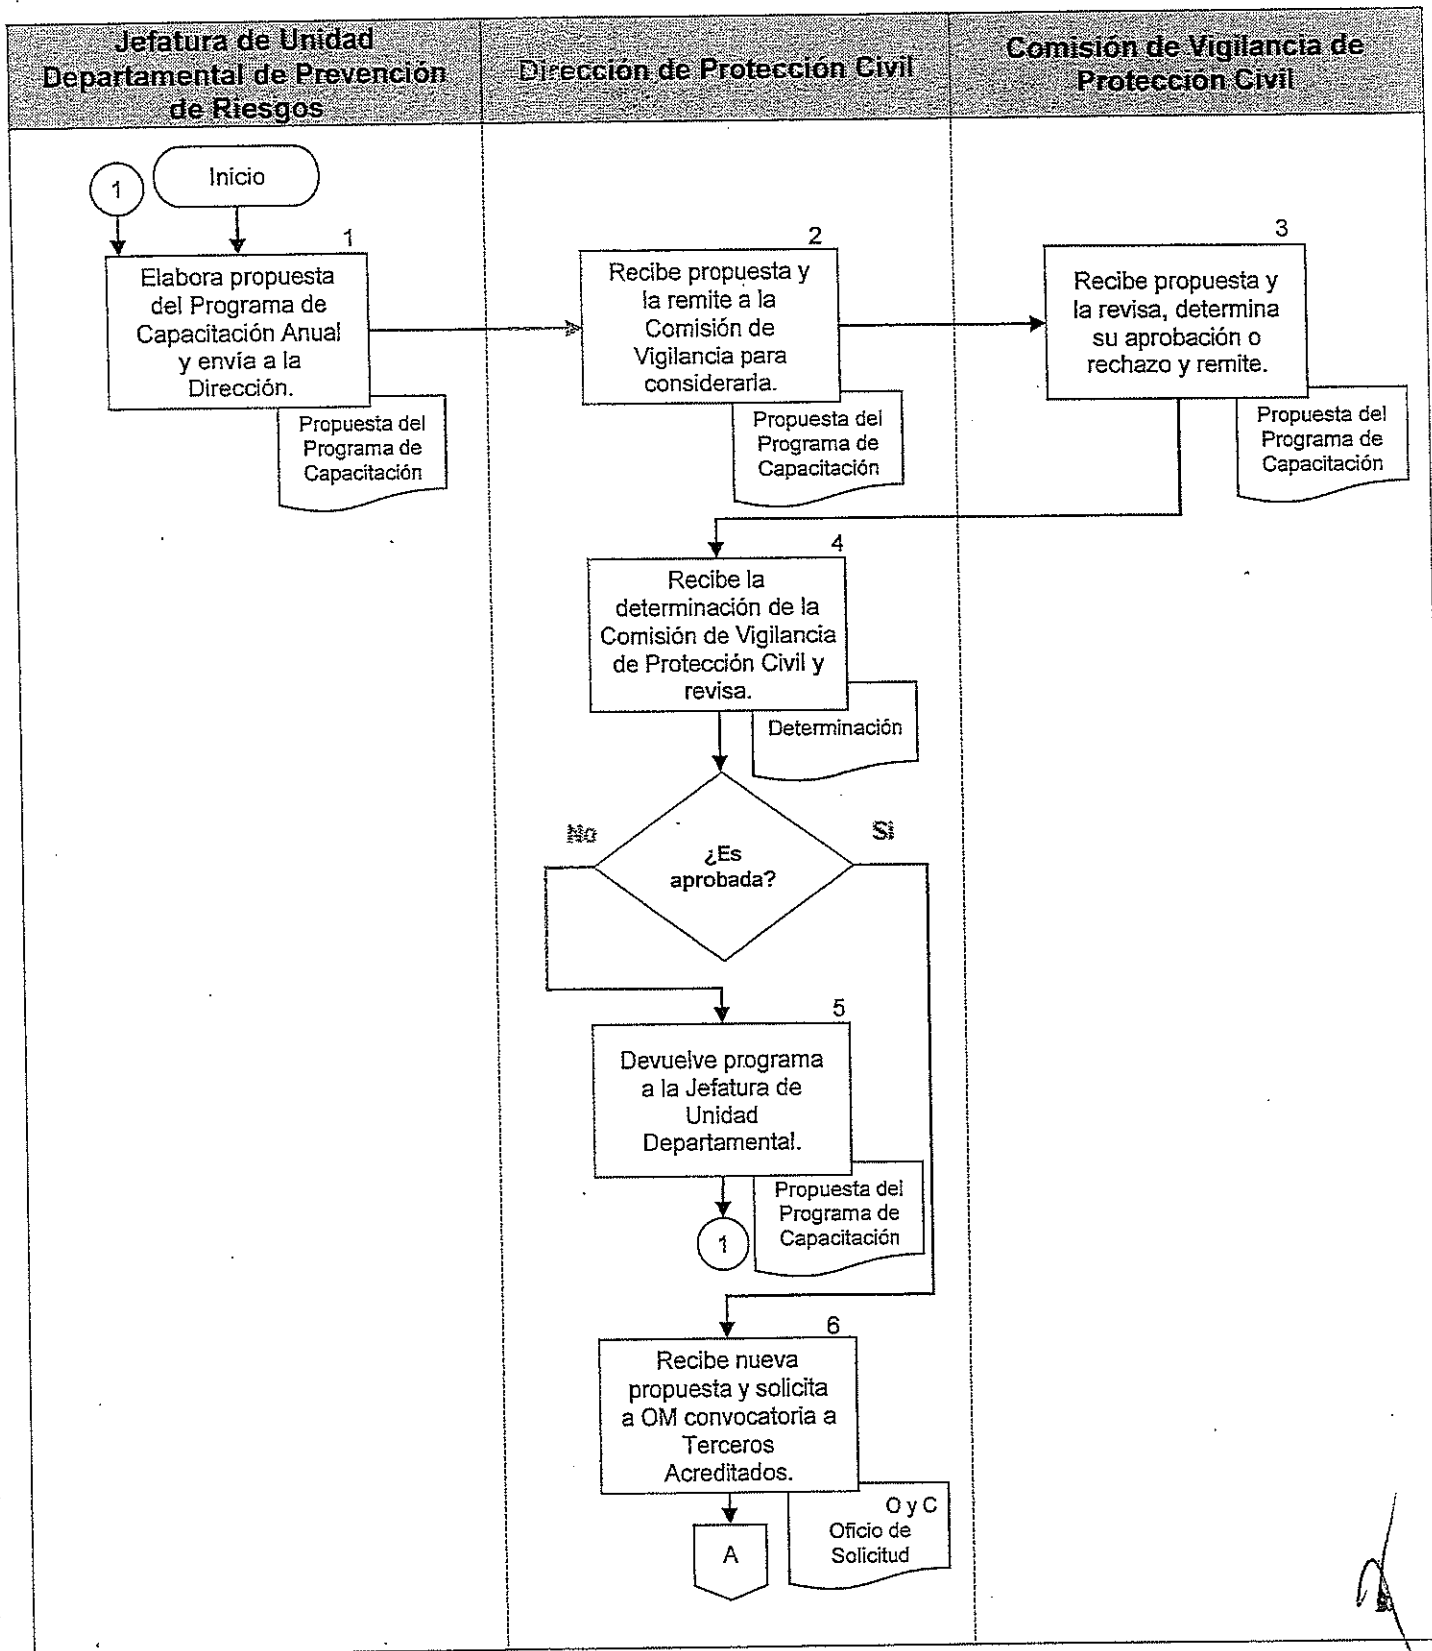 Jefatura de Unidad
Departamental de Prevención
de Riesgos
Dirección de Protección Civil
Comisión de Vigilancia de
Protección Civil
1
Inicio
1
Elabora propuesta
del Programa de
Capacitación Anual
y envía a la
Dirección.
Propuesta del
Programa de
Capacitación
2
Recibe propuesta y
la remite a la
Comisión de
Vigilancia para
considerarla.
Propuesta del
Programa de
Capacitación
3
Recibe propuesta y
la revisa, determina
su aprobación o
rechazo y remite.
Propuesta del
Programa de
Capacitación
4
Recibe la
determinación de la
Comisión de Vigilancia
de Protección Civil y
revisa.
Determinación
No
Si
¿Es
aprobada?
5
Devuelve programa
a la Jefatura de
Unidad
Departamental.
Propuesta del
Programa de
Capacitación
1
6
Recibe nueva
propuesta y solicita
a OM convocatoria a
Terceros
Acreditados.
O y C
Oficio de
Solicitud
A